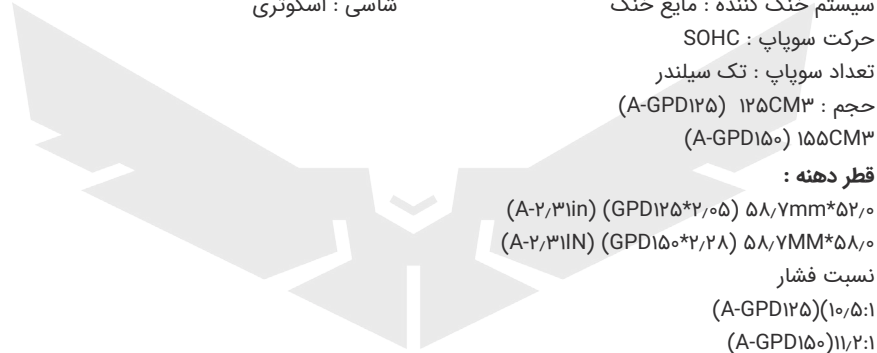 سیستم خنک کننده : مایع خنک
شاسی : اسکوتری
حرکت سوپاپ : SOHC
تعداد سوپاپ : تک سیلندر
حجم : ۱۲۵CM۳ (A-GPD۱۲۵)
۱۵۵CM۳ (A-GPD۱۵۰)
قطر دهنه :
۵۸٫۷mm*۵۲٫۰ (GPD۱۲۵*۲٫۰۵) (A-۲٫۳۱in)
۵۸٫۷MM*۵۸٫۰ (GPD۱۵۰*۲٫۲۸) (A-۲٫۳۱IN)
نسبت فشار
(A-GPD۱۲۵)(۱۰٫۵:۱
(A-GPD۱۵۰)۱۱٫۲:۱